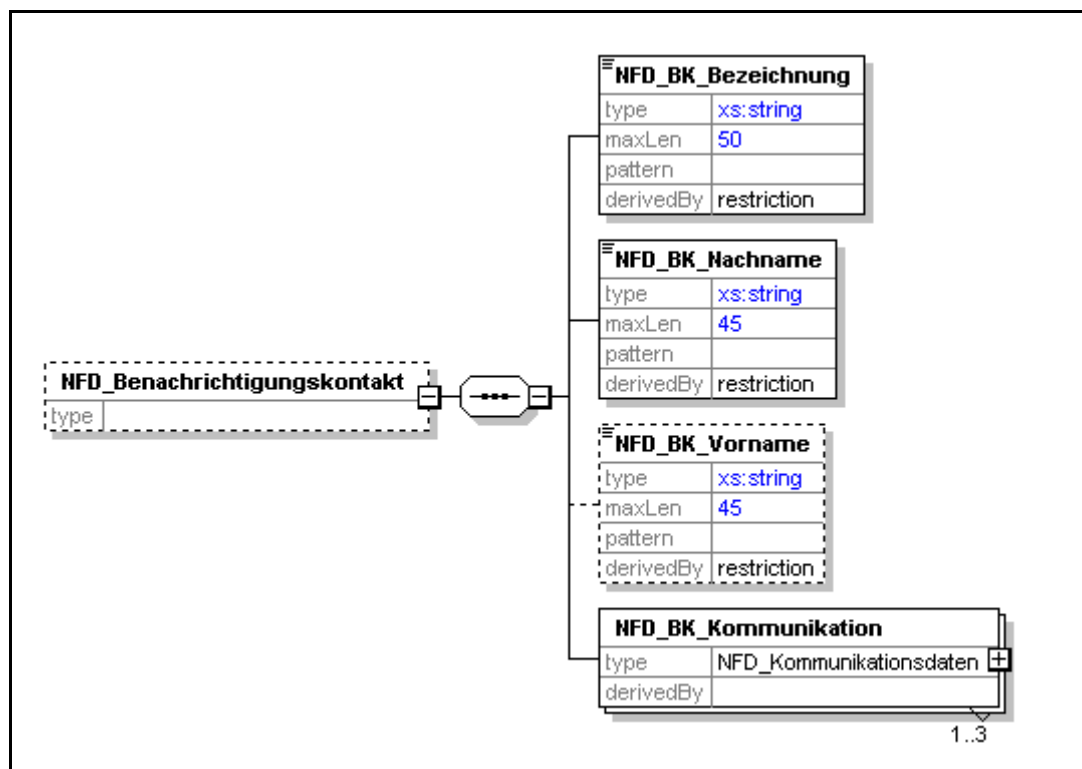 NFD_BK_Bezeichnung
type xs:string
maxLen 50
pattern
derivedBy restriction
NFD_BK_Nachname
type xs:string
maxLen 45
pattern
derivedBy restriction
NFD_Benachrichtigungskontakt
type
NFD_BK_Vorname
type xs:string
maxLen 45
pattern
derivedBy restriction
NFD_BK_Kommunikation
type NFD_Kommunikationsdaten
derivedBy
1..3